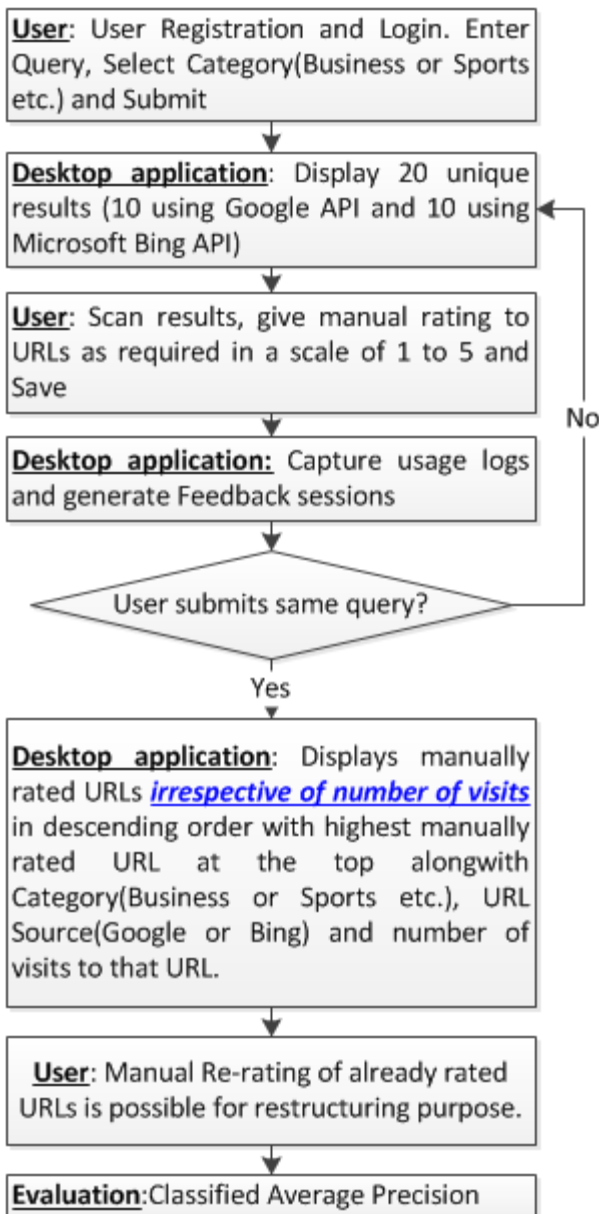 User: User Registration and Login. Enter
Query, Select Category(Business or Sports
etc.) and Submit
Desktop application: Display 20 unique
results (10 using Google API and 10 using
Microsoft Bing API)
User: Scan results, give manual rating to
URLs as required in a scale of 1 to 5 and
Save
Desktop application: Capture usage logs
and generate Feedback sessions
User submits same query?
No
Yes
Desktop application: Displays manually
rated URLs irrespective of number of visits
in descending order with highest manually
rated URL at the top alongwith
Category(Business or Sports etc.), URL
Source(Google or Bing) and number of
visits to that URL.
User: Manual Re-rating of already rated
URLs is possible for restructuring purpose.
Evaluation:Classified Average Precision